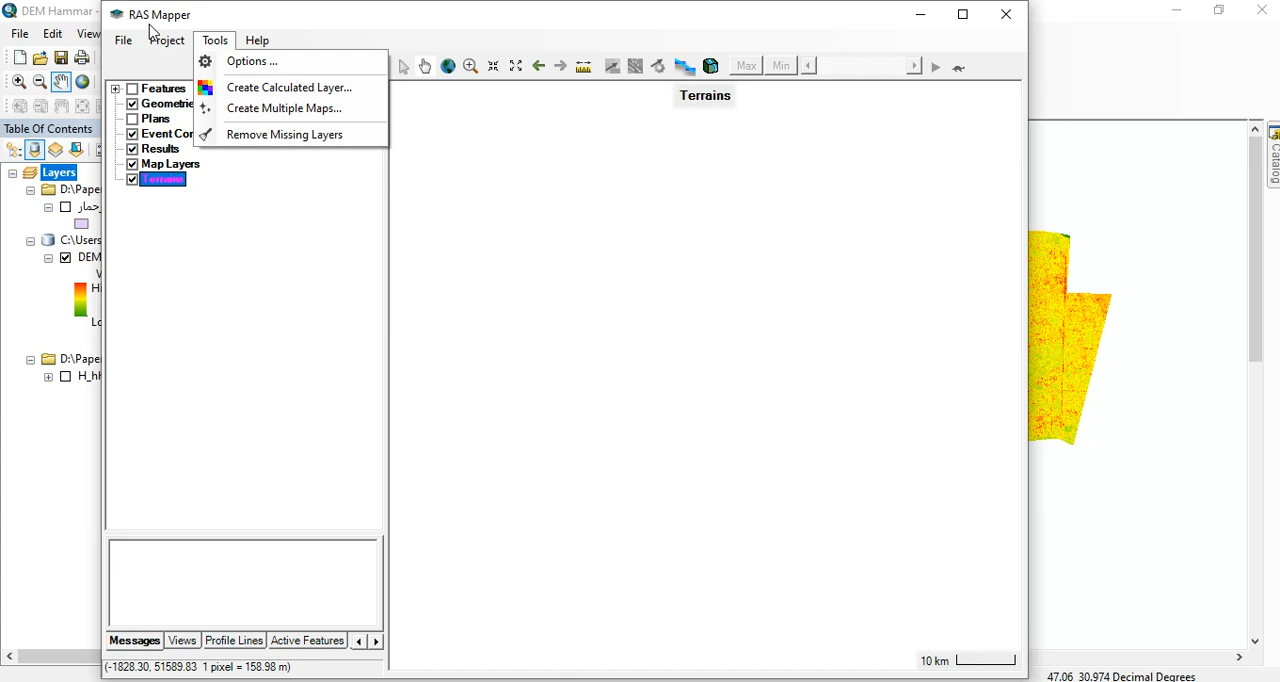 DEM Hammar -
File Edit View
Table Of Contents
Layers
D:\Pape
C:\Users
DEM
Hi
D:\Pape
H_hh
RAS Mapper
File Project Tools Help
Options ...
Create Calculated Layer...
Create Multiple Maps...
Remove Missing Layers
Max Min
Features
Geometrie
Plans
Event Con
Results
Map Layers
Terrains
Terrains
Messages Views Profile Lines Active Features
(-1828.30, 51589.83 1 pixel = 158.98 m)
10 km
Catalog
47.06 30.974 Decimal Degrees